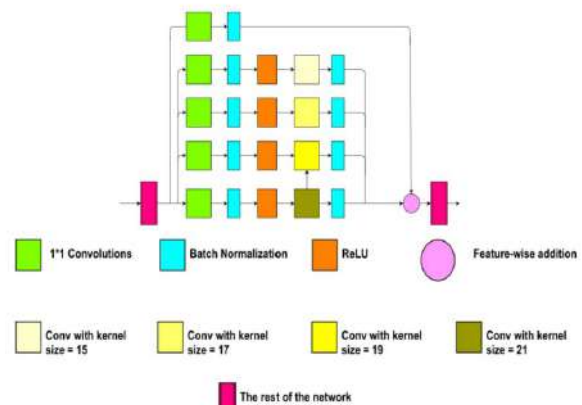 1*1 Convolutions
Batch Normalization
ReLU
Feature-wise addition
Conv with kernel
size = 15
Conv with kernel
size = 17
Conv with kernel
size = 19
Conv with kernel
size = 21
The rest of the network